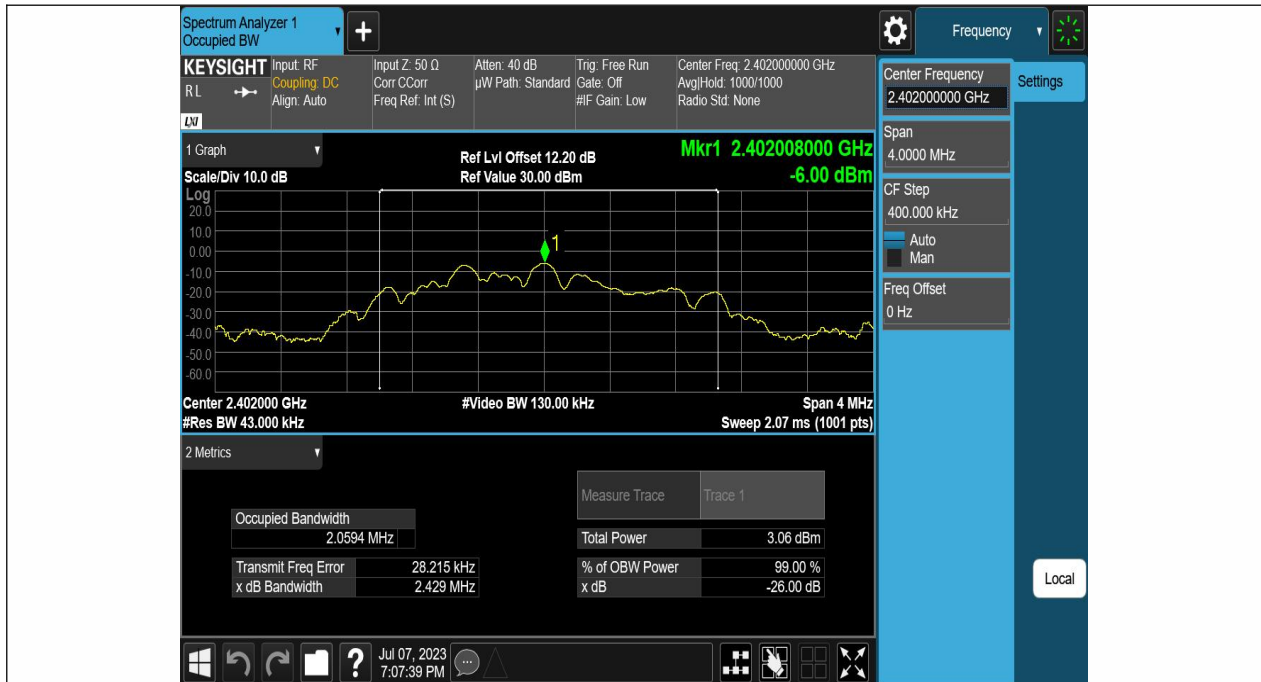 Spectrum Analyzer 1
Occupied BW
+
Frequency
KEYSIGHT
RL
LXI
Input: RF
Coupling: DC
Align: Auto
Input Z: 50 Ω
Corr CCorr
Freq Ref: Int (S)
Atten: 40 dB
µW Path: Standard
Trig: Free Run
Gate: Off
#IF Gain: Low
Center Freq: 2.402000000 GHz
Avg|Hold: 1000/1000
Radio Std: None
Center Frequency
2.402000000 GHz
Settings
Span
4.0000 MHz
CF Step
400.000 kHz
Auto
Man
Freq Offset
0 Hz
Local
1 Graph
Scale/Div 10.0 dB
Ref Lvl Offset 12.20 dB
Ref Value 30.00 dBm
Mkr1 2.402008000 GHz
-6.00 dBm
Log
20.0
10.0
0.00
-10.0
-20.0
-30.0
-40.0
-50.0
-60.0
1
Center 2.402000 GHz
#Video BW 130.00 kHz
Span 4 MHz
#Res BW 43.000 kHz
Sweep 2.07 ms (1001 pts)
2 Metrics
Measure Trace Trace 1
Occupied Bandwidth
2.0594 MHz
Total Power 3.06 dBm
Transmit Freq Error 28.215 kHz
% of OBW Power 99.00 %
x dB Bandwidth 2.429 MHz
x dB -26.00 dB
?
Jul 07, 2023
7:07:39 PM